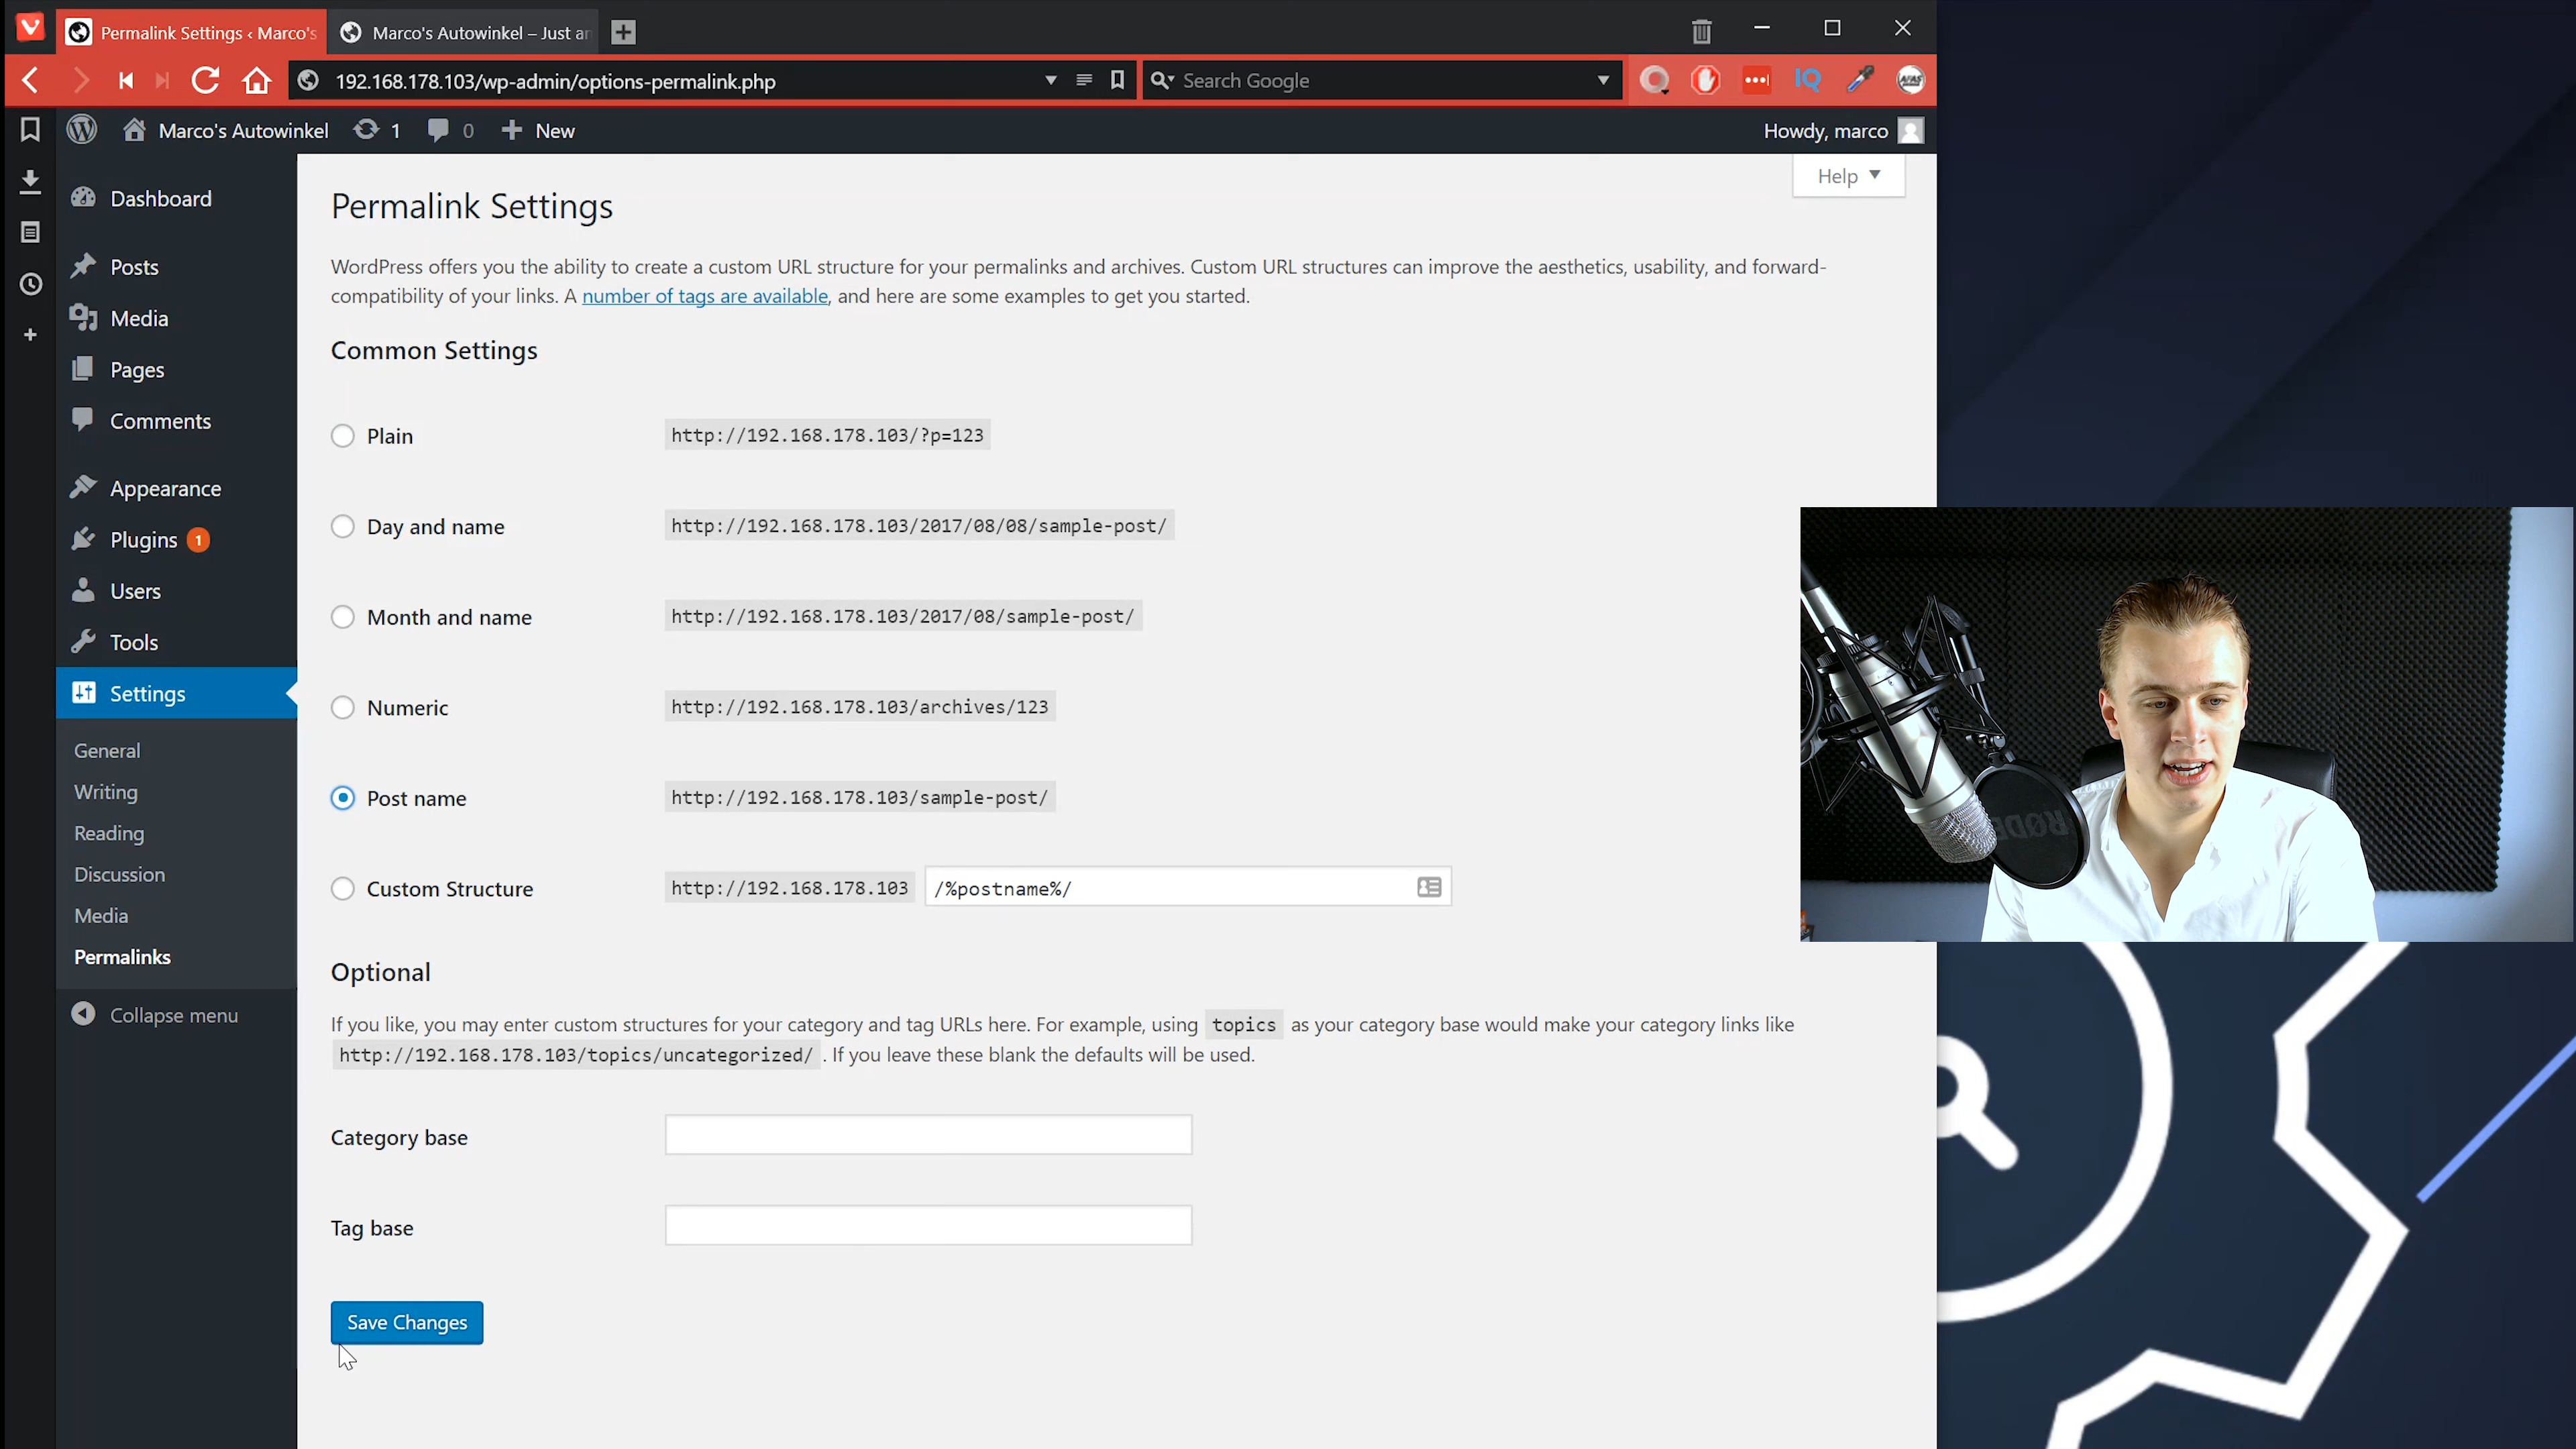 Permalink Settings ‹ Marco's
Marco's Autowinkel – Just an
192.168.178.103/wp-admin/options-permalink.php
Search Google
IQ
AFAS
Marco's Autowinkel
1
0
New
Howdy, marco
Help
Dashboard
Posts
Media
Pages
Comments
Appearance
Plugins 1
Users
Tools
Settings
General
Writing
Reading
Discussion
Media
Permalinks
Collapse menu
Permalink Settings
WordPress offers you the ability to create a custom URL structure for your permalinks and archives. Custom URL structures can improve the aesthetics, usability, and forward-
compatibility of your links. A number of tags are available, and here are some examples to get you started.
Common Settings
Plain http://192.168.178.103/?p=123
Day and name http://192.168.178.103/2017/08/08/sample-post/
Month and name http://192.168.178.103/2017/08/sample-post/
Numeric http://192.168.178.103/archives/123
Post name http://192.168.178.103/sample-post/
Custom Structure http://192.168.178.103 /%postname%/
Optional
If you like, you may enter custom structures for your category and tag URLs here. For example, using topics as your category base would make your category links like
http://192.168.178.103/topics/uncategorized/ . If you leave these blank the defaults will be used.
Category base
Tag base
Save Changes
RØDE